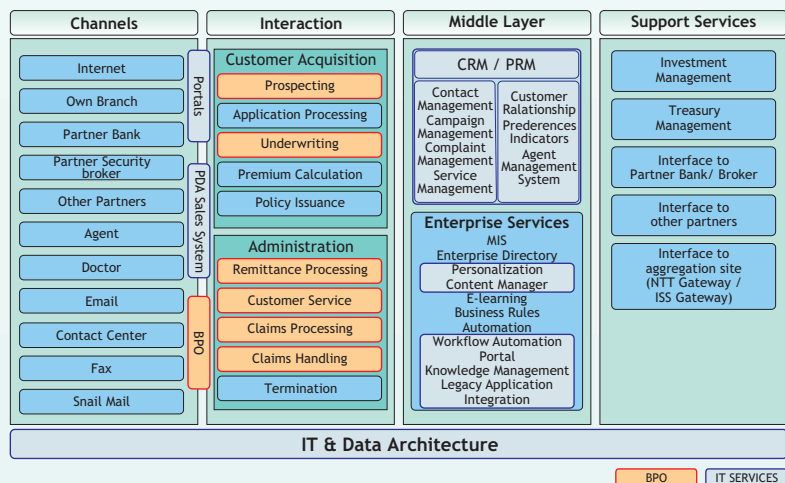 Channels
Internet
Own Branch
Partner Bank
Partner Security
broker
Other Partners
Agent
Doctor
Email
Contact Center
Fax
Snail Mail
Portals
PDA Sales System
BPO
Interaction
Customer Acquisition
Prospecting
Application Processing
Underwriting
Premium Calculation
Policy Issuance
Administration
Remittance Processing
Customer Service
Claims Processing
Claims Handling
Termination
Middle Layer
CRM / PRM
Contact
Management
Campaign
Management
Complaint
Management
Service
Management
Customer
Ralationship
Prederences
Indicators
Agent
Management
System
Enterprise Services
MIS
Enterprise Directory
Personalization
Content Manager
E-learning
Business Rules
Automation
Workflow Automation
Portal
Knowledge Management
Legacy Application
Integration
Support Services
Investment
Management
Treasury
Management
Interface to
Partner Bank/ Broker
Interface to
other partners
Interface to
aggregation site
(NTT Gateway /
ISS Gateway)
IT & Data Architecture
BPO
IT SERVICES